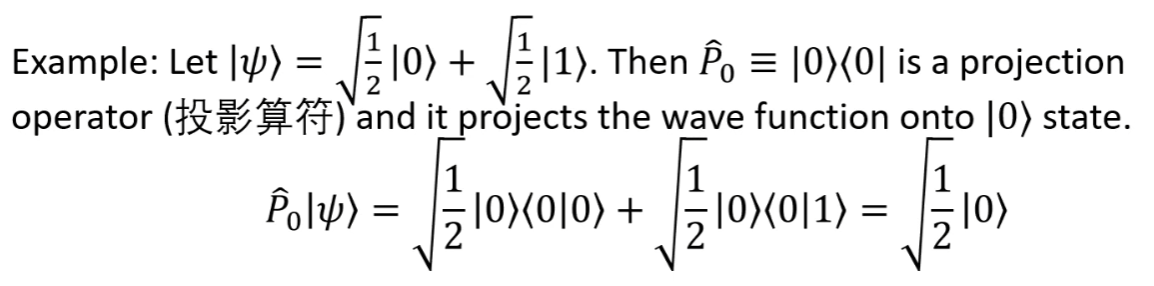 Example: Let |ψ⟩ = √(1/2)|0⟩ + √(1/2)|1⟩. Then P̂₀ ≡ |0⟩⟨0| is a projection
operator (投影算符) and it projects the wave function onto |0⟩ state.
P̂₀|ψ⟩ = √(1/2)|0⟩⟨0|0⟩ + √(1/2)|0⟩⟨0|1⟩ = √(1/2)|0⟩